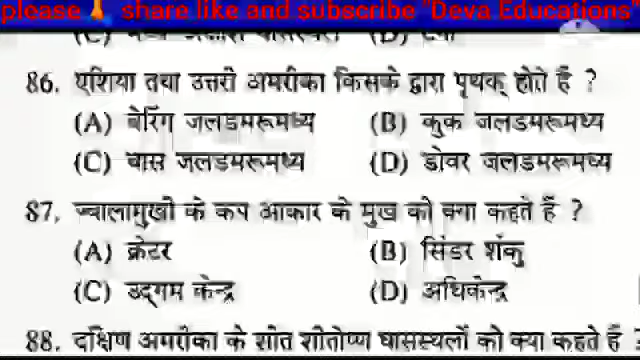 please 🙏 share like and subscribe "Deva Educations"
(C) (D)
86. एशिया तथा उत्तरी अमरीका किसके द्वारा पृथक् होते हैं ?
(A) बेरिंग जलडमरूमध्य (B) कुक जलडमरूमध्य
(C) बास जलडमरूमध्य (D) डोवर जलडमरूमध्य
87. ज्वालामुखी के कप आकार के मुख को क्या कहते हैं ?
(A) क्रेटर (B) सिंडर शंकु
(C) उद्गम केन्द्र (D) अधिकेन्द्र
88. दक्षिण अमरीका के शीत शीतोष्ण घासस्थलों को क्या कहते हैं ?